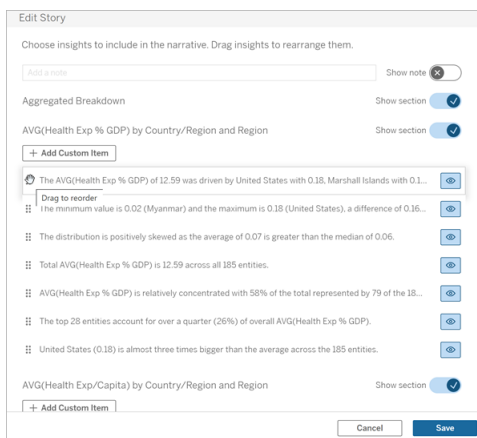 Edit Story
Choose insights to include in the narrative. Drag insights to rearrange them.
Add a note
Show note
Aggregated Breakdown
Show section
AVG(Health Exp % GDP) by Country/Region and Region
Show section
+ Add Custom Item
The AVG(Health Exp % GDP) of 12.59 was driven by United States with 0.18, Marshall Islands with 0.1...
Drag to reorder
The minimum value is 0.02 (Myanmar) and the maximum is 0.18 (United States), a difference of 0.16...
The distribution is positively skewed as the average of 0.07 is greater than the median of 0.06.
Total AVG(Health Exp % GDP) is 12.59 across all 185 entities.
AVG(Health Exp % GDP) is relatively concentrated with 58% of the total represented by 79 of the 18...
The top 28 entities account for over a quarter (26%) of overall AVG(Health Exp % GDP).
United States (0.18) is almost three times bigger than the average across the 185 entities.
AVG(Health Exp/Capita) by Country/Region and Region
Show section
+ Add Custom Item
Cancel
Save